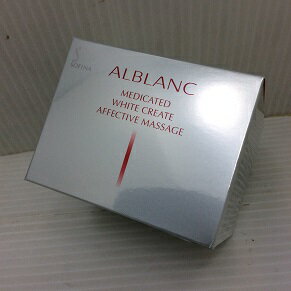 SOFINA
ALBLANC
MEDICATED
WHITE CREATE
AFFECTIVE MASSAGE